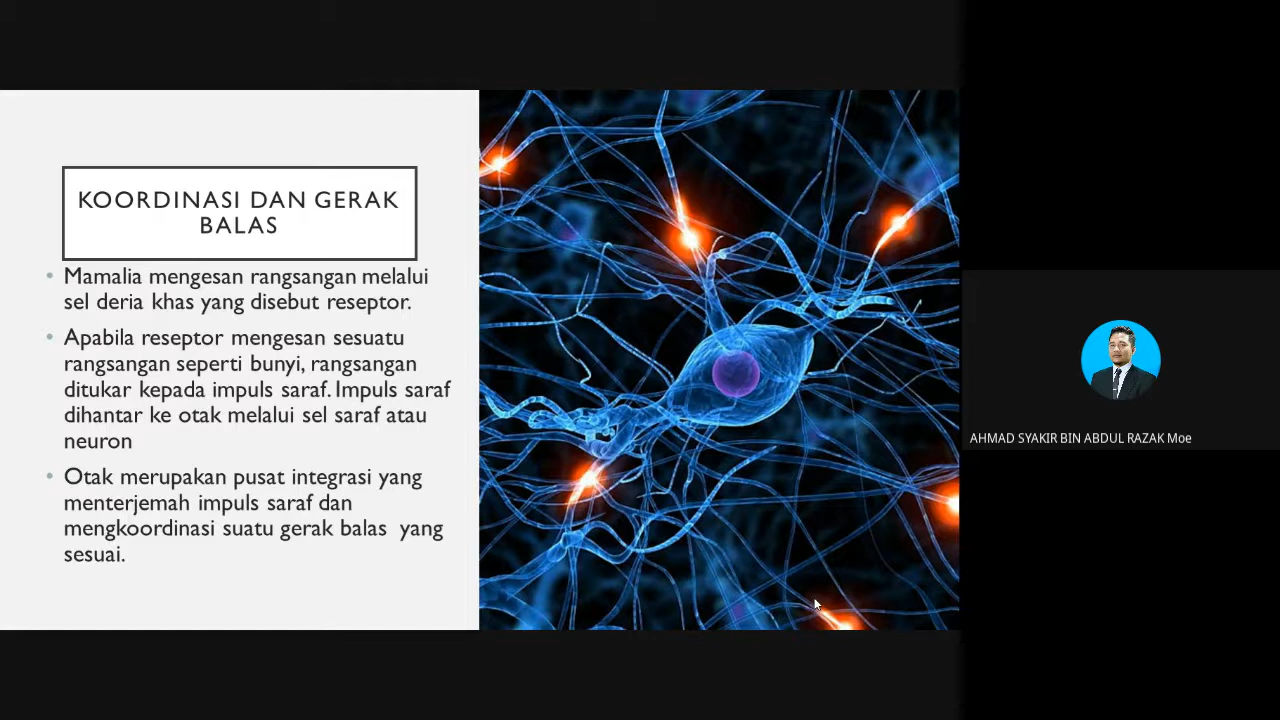 KOORDINASI DAN GERAK
BALAS
• Mamalia mengesan rangsangan melalui
sel deria khas yang disebut reseptor.
• Apabila reseptor mengesan sesuatu
rangsangan seperti bunyi, rangsangan
ditukar kepada impuls saraf. Impuls saraf
dihantar ke otak melalui sel saraf atau
neuron
• Otak merupakan pusat integrasi yang
menterjemah impuls saraf dan
mengkoordinasi suatu gerak balas yang
sesuai.
AHMAD SYAKIR BIN ABDUL RAZAK Moe